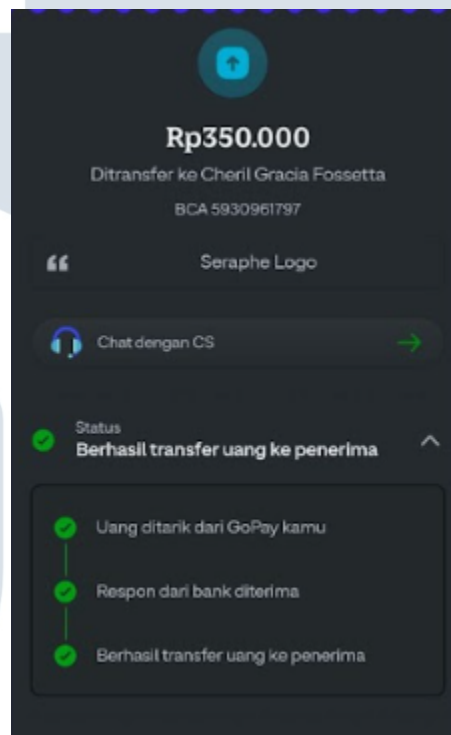 Rp350.000
Ditransfer ke Cheril Gracia Fossetta
BCA 5930961797
Seraphe Logo
Chat dengan CS
Status
Berhasil transfer uang ke penerima
Uang ditarik dari GoPay kamu
Respon dari bank diterima
Berhasil transfer uang ke penerima